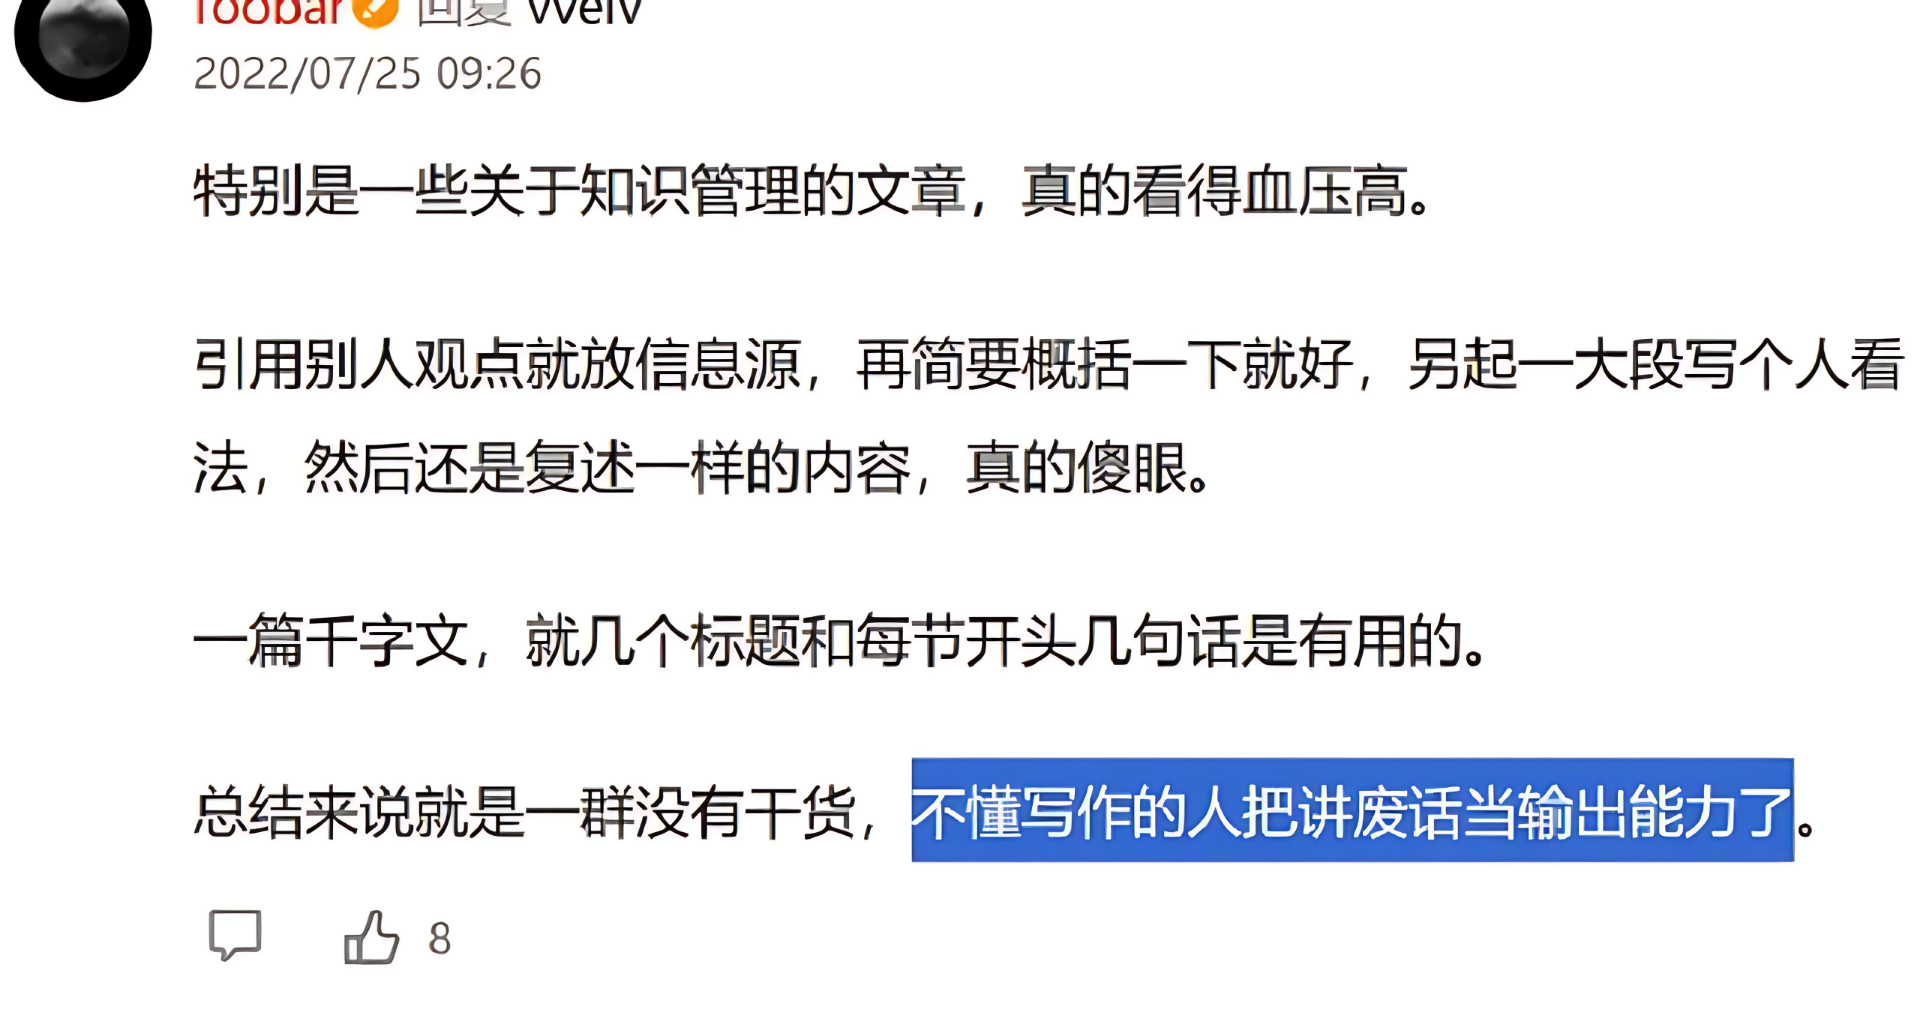 foobar 回复 vvelv
2022/07/25 09:26
特别是一些关于知识管理的文章，真的看得血压高。
引用别人观点就放信息源，再简要概括一下就好，另起一大段写个人看
法，然后还是复述一样的内容，真的傻眼。
一篇千字文，就几个标题和每节开头几句话是有用的。
总结来说就是一群没有干货，不懂写作的人把讲废话当输出能力了。
8